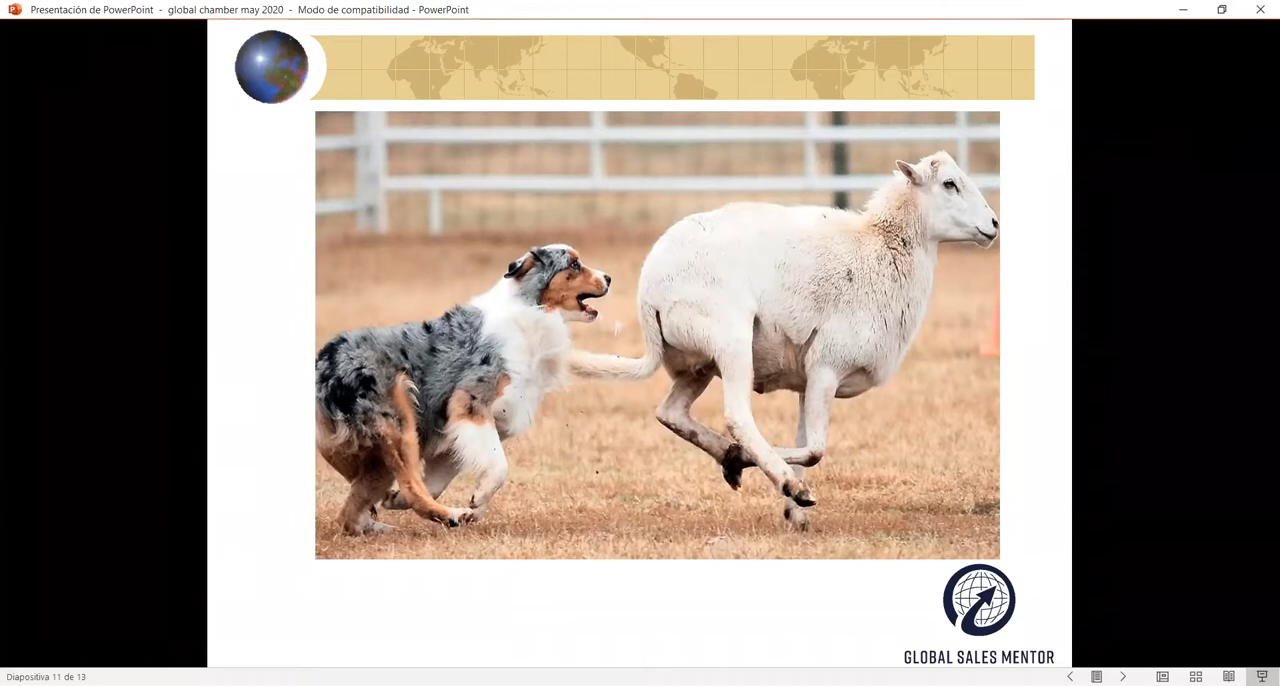 Presentación de PowerPoint - global chamber may 2020 - Modo de compatibilidad - PowerPoint
GLOBAL SALES MENTOR
Diapositiva 11 de 13